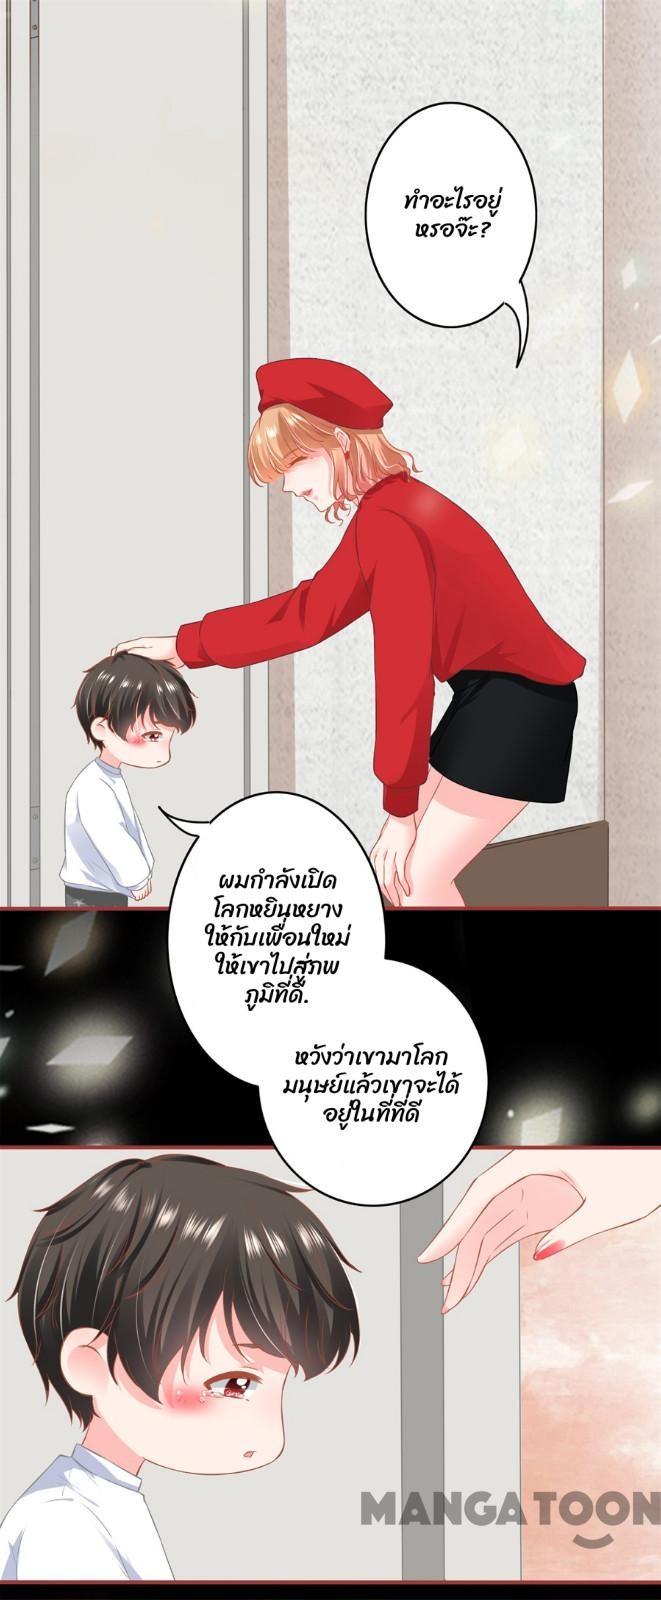 ทำอะไรอยู่
หรอจ๊ะ?
ผมกำลังเปิด
โลกหยินหยาง
ให้กับเพื่อนใหม่
ให้เขาไปสู่ภพ
ภูมิที่ดี.
หวังว่าเขามาโลก
มนุษย์แล้วเขาจะได้
อยู่ในที่ที่ดี
MANGATOON